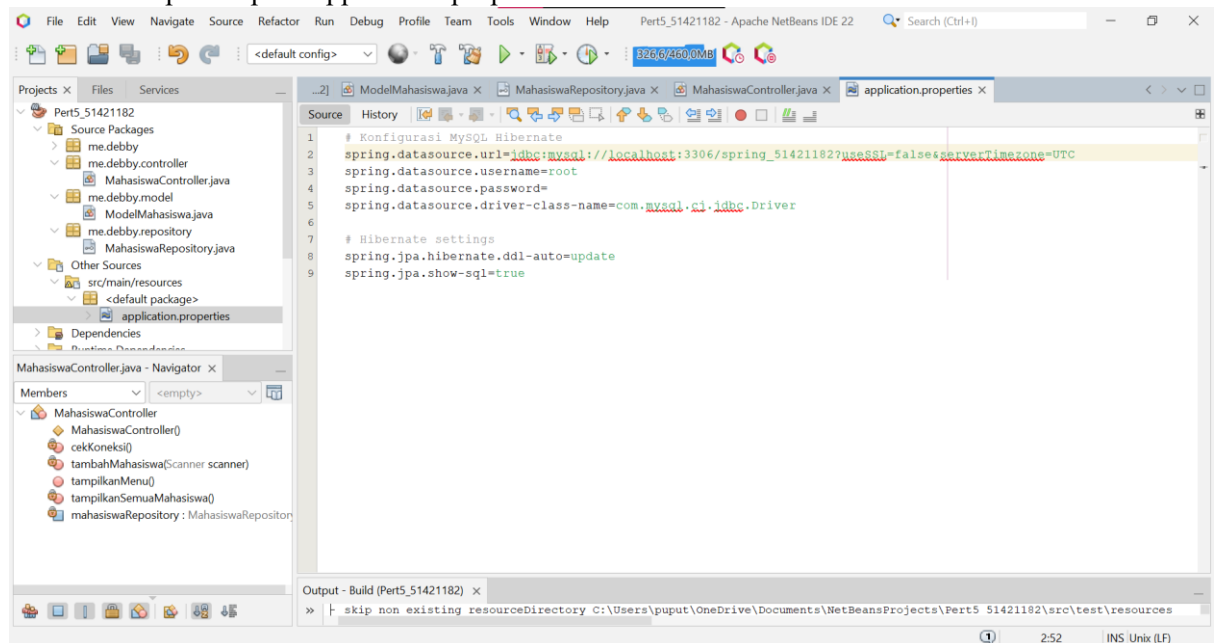 File Edit View Navigate Source Refactor Run Debug Profile Team Tools Window Help Pert5_51421182 - Apache NetBeans IDE 22 Search (Ctrl+I)
<default config> 326,6/460,0MB
Projects Files Services
Pert5_51421182
Source Packages
me.debby
me.debby.controller
MahasiswaController.java
me.debby.model
ModelMahasiswa.java
me.debby.repository
MahasiswaRepository.java
Other Sources
src/main/resources
<default package>
application.properties
Dependencies
Runtime Dependencies
MahasiswaController.java - Navigator
Members <empty>
MahasiswaController
MahasiswaController()
cekKoneksi()
tambahMahasiswa(Scanner scanner)
tampilkanMenu()
tampilkanSemuaMahasiswa()
mahasiswaRepository : MahasiswaRepository
...2] ModelMahasiswa.java MahasiswaRepository.java MahasiswaController.java application.properties
Source History
1 # Konfigurasi MySQL Hibernate
2 spring.datasource.url=jdbc:mysql://localhost:3306/spring_51421182?useSSL=false&serverTimezone=UTC
3 spring.datasource.username=root
4 spring.datasource.password=
5 spring.datasource.driver-class-name=com.mysql.cj.jdbc.Driver
6
7 # Hibernate settings
8 spring.jpa.hibernate.ddl-auto=update
9 spring.jpa.show-sql=true
Output - Build (Pert5_51421182)
skip non existing resourceDirectory C:\Users\puput\OneDrive\Documents\NetBeansProjects\Pert5_51421182\src\test\resources
1 2:52 INS Unix (LF)